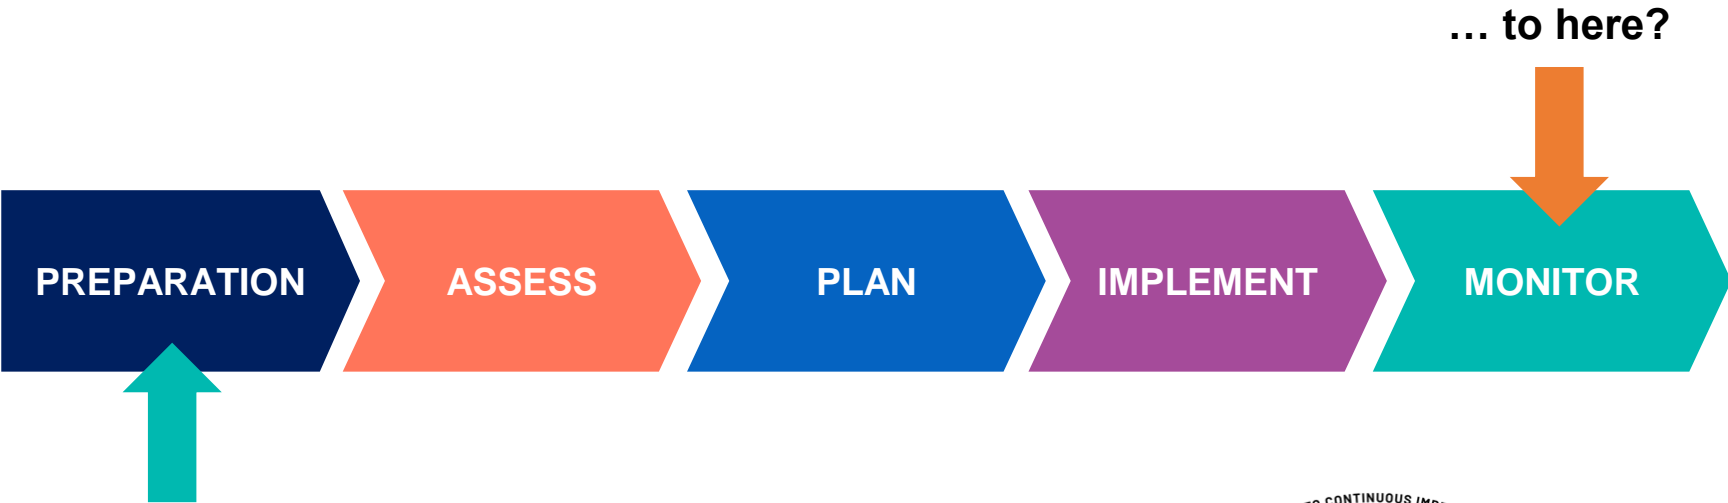 … to here?
PREPARATION
ASSESS
PLAN
IMPLEMENT
MONITOR
CONTINUOUS